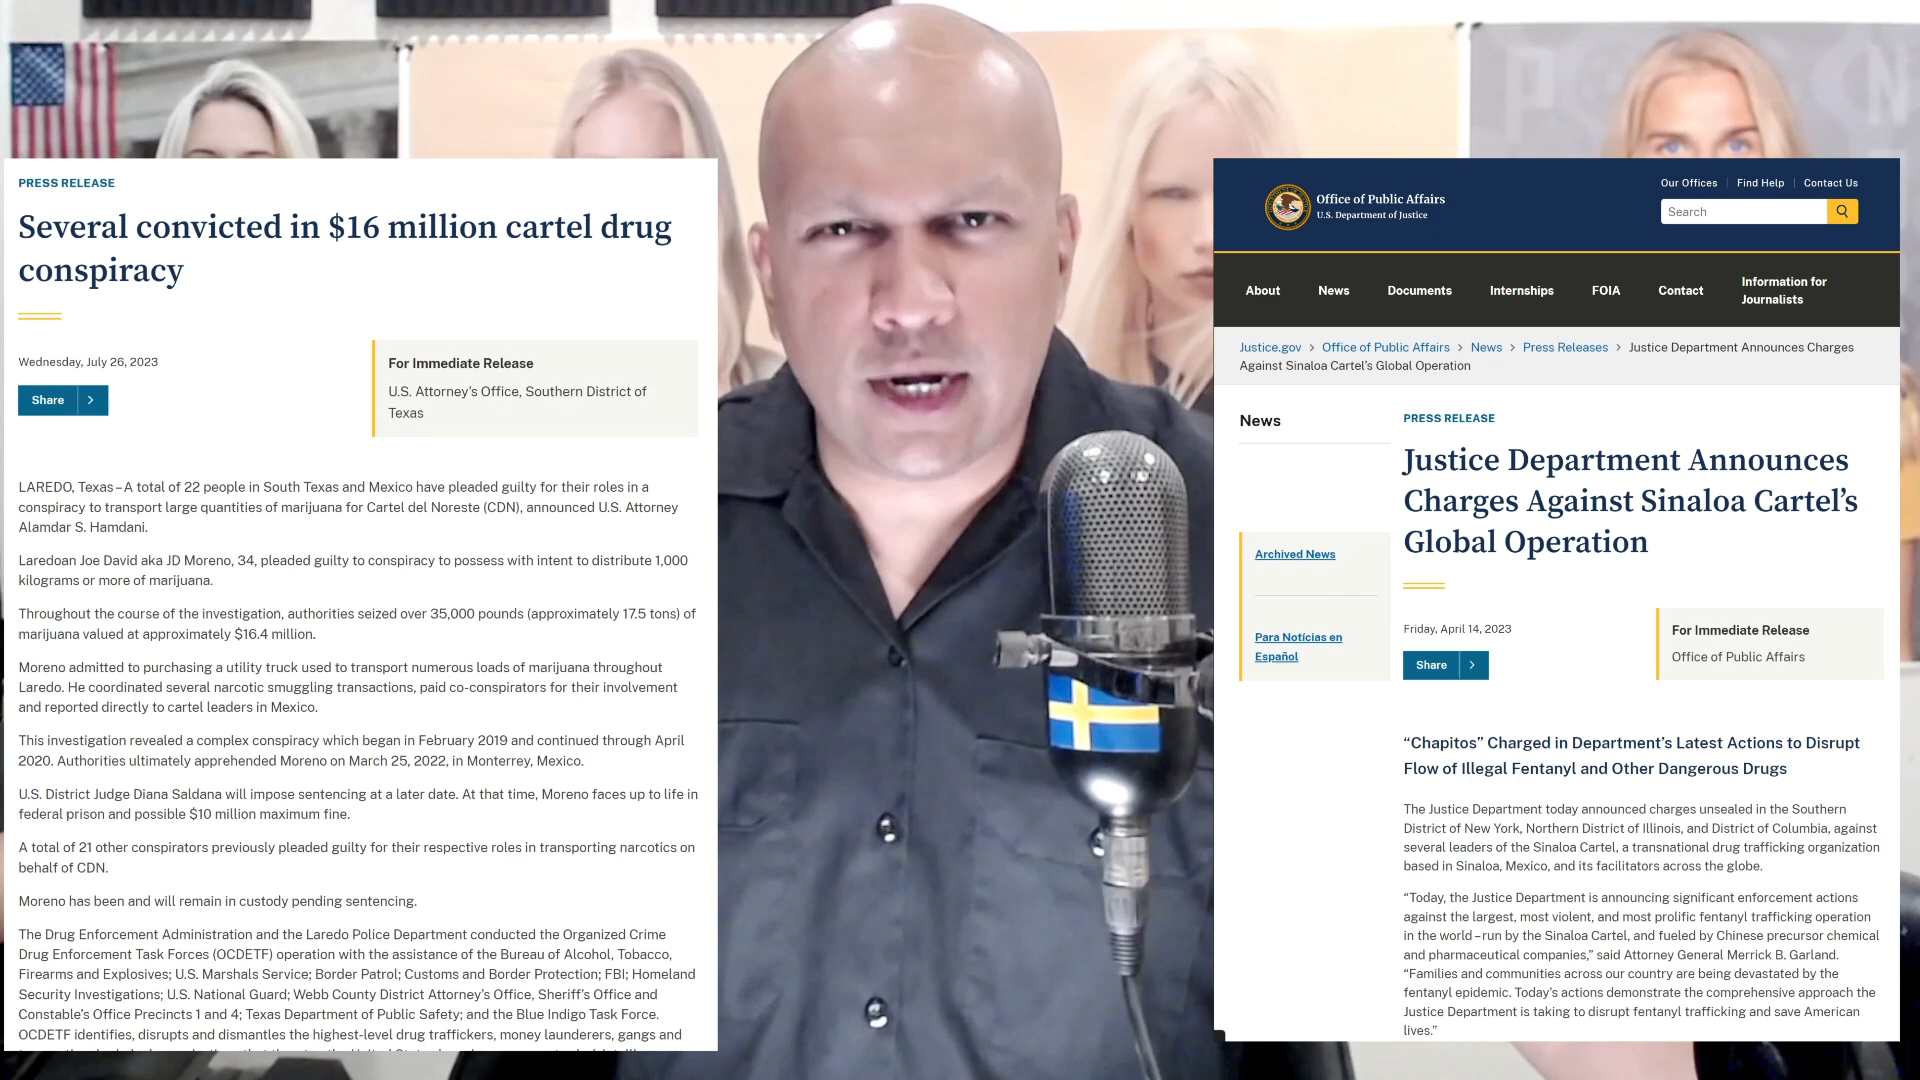 PRESS RELEASE
Several convicted in $16 million cartel drug
conspiracy
Wednesday, July 26, 2023
Share
For Immediate Release
U.S. Attorney's Office, Southern District of
Texas
LAREDO, Texas – A total of 22 people in South Texas and Mexico have pleaded guilty for their roles in a
conspiracy to transport large quantities of marijuana for Cartel del Noreste (CDN), announced U.S. Attorney
Alamdar S. Hamdani.
Laredoan Joe David aka JD Moreno, 34, pleaded guilty to conspiracy to possess with intent to distribute 1,000
kilograms or more of marijuana.
Throughout the course of the investigation, authorities seized over 35,000 pounds (approximately 17.5 tons) of
marijuana valued at approximately $16.4 million.
Moreno admitted to purchasing a utility truck used to transport numerous loads of marijuana throughout
Laredo. He coordinated several narcotic smuggling transactions, paid co-conspirators for their involvement
and reported directly to cartel leaders in Mexico.
This investigation revealed a complex conspiracy which began in February 2019 and continued through April
2020. Authorities ultimately apprehended Moreno on March 25, 2022, in Monterrey, Mexico.
U.S. District Judge Diana Saldana will impose sentencing at a later date. At that time, Moreno faces up to life in
federal prison and possible $10 million maximum fine.
A total of 21 other conspirators previously pleaded guilty for their respective roles in transporting narcotics on
behalf of CDN.
Moreno has been and will remain in custody pending sentencing.
The Drug Enforcement Administration and the Laredo Police Department conducted the Organized Crime
Drug Enforcement Task Forces (OCDETF) operation with the assistance of the Bureau of Alcohol, Tobacco,
Firearms and Explosives; U.S. Marshals Service; Border Patrol; Customs and Border Protection; FBI; Homeland
Security Investigations; U.S. National Guard; Webb County District Attorney's Office, Sheriff's Office and
Constable's Office Precincts 1 and 4; Texas Department of Public Safety; and the Blue Indigo Task Force.
OCDETF identifies, disrupts and dismantles the highest-level drug traffickers, money launderers, gangs and
Office of Public Affairs
U.S. Department of Justice
Our Offices
Find Help
Contact Us
Search
About
News
Documents
Internships
FOIA
Contact
Information for
Journalists
Justice.gov > Office of Public Affairs > News > Press Releases > Justice Department Announces Charges
Against Sinaloa Cartel's Global Operation
News
Archived News
Para Notícias en
Español
PRESS RELEASE
Justice Department Announces
Charges Against Sinaloa Cartel's
Global Operation
Friday, April 14, 2023
Share
For Immediate Release
Office of Public Affairs
“Chapitos” Charged in Department's Latest Actions to Disrupt
Flow of Illegal Fentanyl and Other Dangerous Drugs
The Justice Department today announced charges unsealed in the Southern
District of New York, Northern District of Illinois, and District of Columbia, against
several leaders of the Sinaloa Cartel, a transnational drug trafficking organization
based in Sinaloa, Mexico, and its facilitators across the globe.
“Today, the Justice Department is announcing significant enforcement actions
against the largest, most violent, and most prolific fentanyl trafficking operation
in the world – run by the Sinaloa Cartel, and fueled by Chinese precursor chemical
and pharmaceutical companies,” said Attorney General Merrick B. Garland.
“Families and communities across our country are being devastated by the
fentanyl epidemic. Today's actions demonstrate the comprehensive approach the
Justice Department is taking to disrupt fentanyl trafficking and save American
lives.”